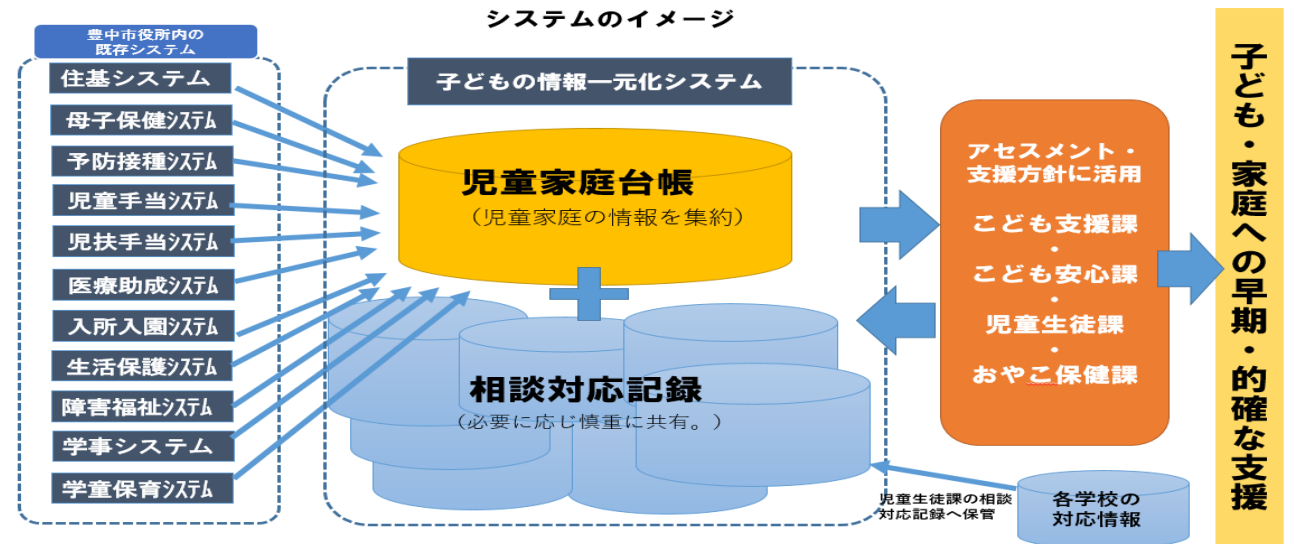 システムのイメージ
豊中市役所内の
既存システム
住基システム
母子保健ｼｽﾃﾑ
予防接種ｼｽﾃﾑ
児童手当ｼｽﾃﾑ
児扶手当ｼｽﾃﾑ
医療助成ｼｽﾃﾑ
入所入園ｼｽﾃﾑ
生活保護ｼｽﾃﾑ
障害福祉ｼｽﾃﾑ
学事システム
学童保育ｼｽﾃﾑ
子どもの情報一元化システム
児童家庭台帳
（児童家庭の情報を集約）
相談対応記録
（必要に応じ慎重に共有。）
アセスメント・
支援方針に活用
こども支援課
・
こども安心課
・
児童生徒課
・
おやこ保健課
児童生徒課の相談
対応記録へ保管
各学校の
対応情報
子ども・家庭への早期・的確な支援